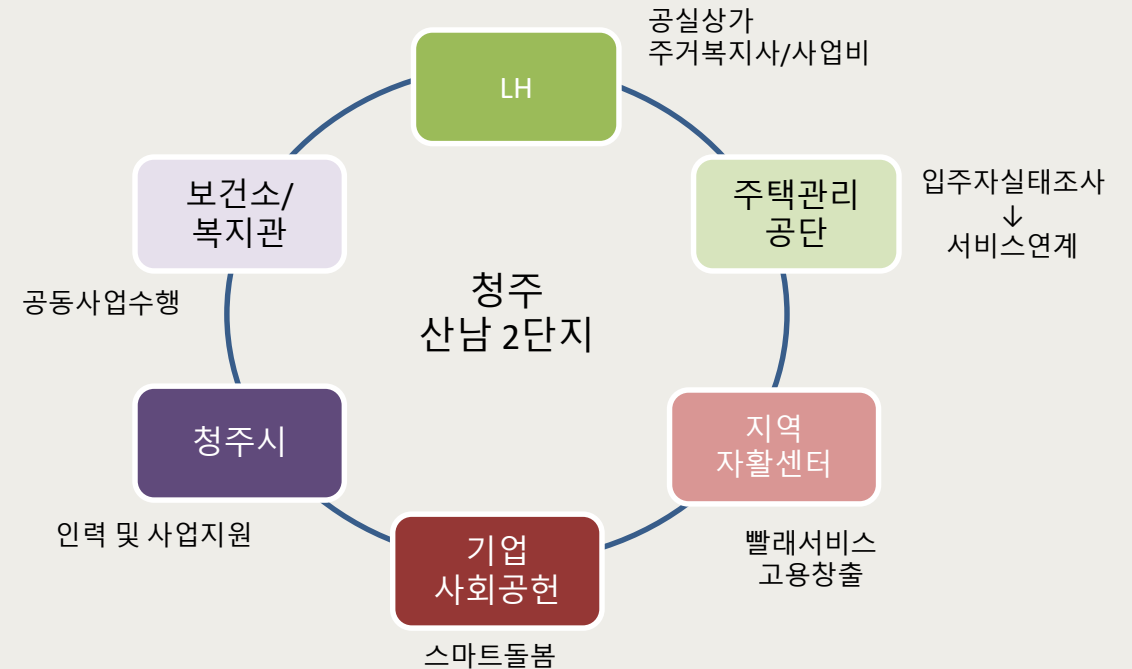 공실상가
주거복지사/사업비
LH
보건소/
복지관
주택관리
공단
입주자실태조사
↓
서비스연계
청주
산남 2단지
공동사업수행
청주시
지역
자활센터
인력 및 사업지원
기업
사회공헌
빨래서비스
고용창출
스마트돌봄